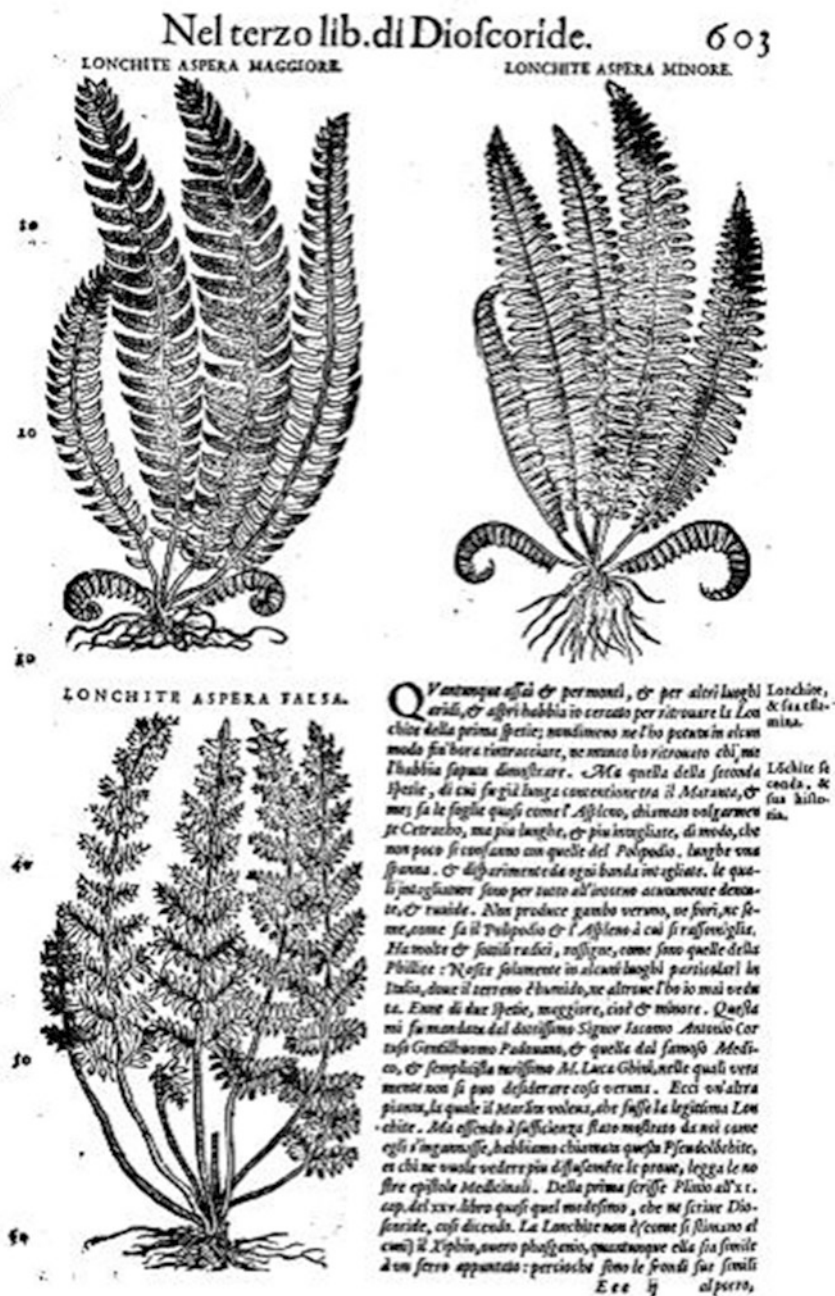 Nel terzo lib. di Dioſcoride. 603
LONCHITE ASPERA MAGGIORE.
LONCHITE ASPERA MINORE.
10
20
30
LONCHITE ASPERA FALSA.
40
50
60
QVantunque aſſai & per monti, & per altri luoghi
aridi, & aſpri habbia io cercato per ritrouare la Lon
chite della prima ſpetie; nondimeno ne l'ho potuta in alcun
modo fin'hora rintracciare, ne manco ho ritrouato chi me
l'habbia ſaputa dimoſtrare. Ma quella della ſeconda
ſpetie, di cui fu già lunga contentione tra il Maranta, &
me; fa le foglie quaſi come l'Aſpleno, chiamato volgarmen
te Cetracho, ma piu lunghe, & piu intagliate, di modo, che
non poco ſi confanno con quelle del Polipodio. lunghe vna
ſpanna. & diſparimente da ogni banda intagliate. le qua-
li intagliature ſono per tutto all'intorno acutamente denta-
te, & ruuide. Non produce gambo veruno, ne fiori, ne ſe-
me, come fa il Polipodio & l'Aſpleno à cui ſi raſſomiglia.
Ha molte & ſottili radici, roſſigne, come ſono quelle della
Phillite: Naſce ſolamente in alcuni luoghi particolari in
Italia, doue il terreno è humido, ne altroue l'ho io mai vedu
ta. Enne di due ſpetie, maggiore, cioè & minore. Queſta
mi fu mandata dal dottiſſimo Signor Iacomo Antonio Cor
tuſo Gentilhuomo Padouano, & quella dal famoſo Medi-
co, & ſempliciſta rariſſimo M. Luca Ghini, nelle quali vera
mente non ſi puo deſiderare coſa veruna. Ecci vn'altra
pianta, la quale il volena, che fuſſe la legitima Lon
chite. Ma eſſendo à ſufficienza ſtato moſtrato da noi come
egli s'ingannaſſe, habbiamo chiamata queſta
et chi ne vuole vedere piu diffuſamẽte le proue, legga le no
ſtre epiſtole Medicinali. Della prima ſcriſſe Plinio all'XI.
cap. del XXV. libro quaſi quel medeſimo, che ne ſcriue Dio-
ſcoride, coſi dicendo. La Lonchite non è (come ſi ſtimano al
cuni) il Xiphio, ouero phaſganio, quantunque ella ſia ſimile
à vn ferro appuntato: percioche ſono le frondi ſue ſimili
Eee ij al porro,
Lonchite,
& ſua eſſa-
mina.
Lõchite ſe
conda, &
ſua hiſto-
ria.